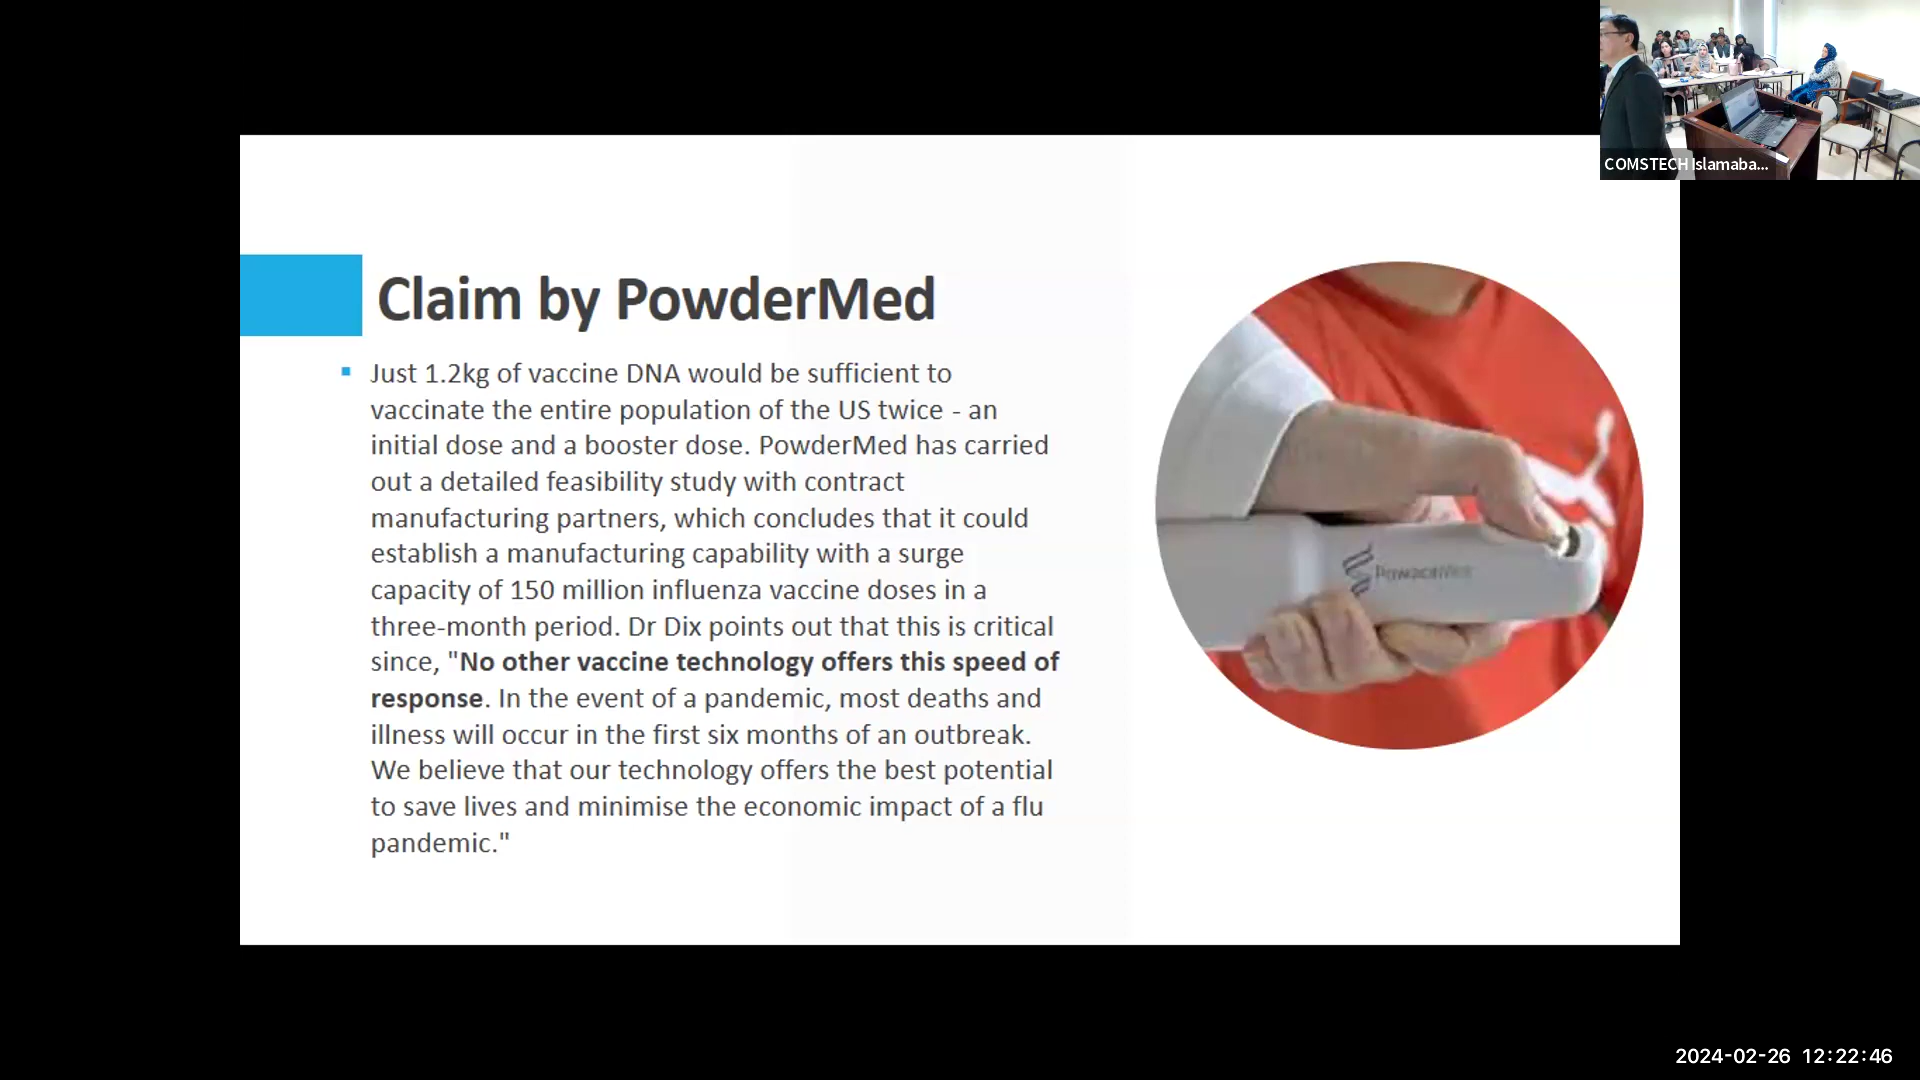 COMSTECH Islamaba...
Claim by PowderMed
Just 1.2kg of vaccine DNA would be sufficient to
vaccinate the entire population of the US twice - an
initial dose and a booster dose. PowderMed has carried
out a detailed feasibility study with contract
manufacturing partners, which concludes that it could
establish a manufacturing capability with a surge
capacity of 150 million influenza vaccine doses in a
three-month period. Dr Dix points out that this is critical
since, "No other vaccine technology offers this speed of
response. In the event of a pandemic, most deaths and
illness will occur in the first six months of an outbreak.
We believe that our technology offers the best potential
to save lives and minimise the economic impact of a flu
pandemic."
PowderMed
2024-02-26 12:22:46